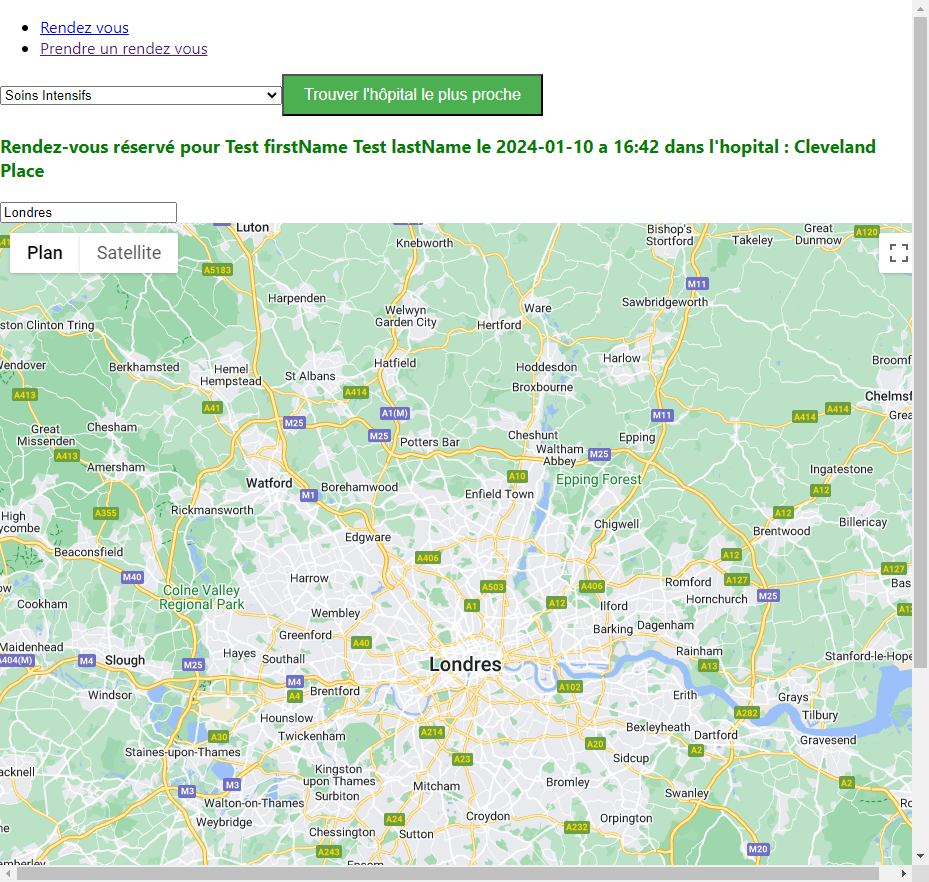 Rendez vous
Prendre un rendez vous
Soins Intensifs
Trouver l'hôpital le plus proche
Rendez-vous réservé pour Test firstName Test lastName le 2024-01-10 a 16:42 dans l'hopital : Cleveland
Place
Londres
Luton
Bishop's
Stortford
Great
Dunmow
A120
Takeley
Knebworth
Plan
Satellite
A5183
M11
Harpenden
Sawbridgeworth
Ware
Welwyn
Garden City
Hertford
ston Clinton Tring
Harlow
Broomf
Wendover
Berkhamsted
Hatfield
Hoddesdon
Hemel
Hempstead
St Albans
Broxbourne
A413
A414
Chelmsf
A41
A1(M)
M11
A414
A414
Grea
M25
Great
Missenden
Chesham
M25
Potters Bar
Cheshunt
Epping
Waltham
Abbey
M25
A413
Amersham
Ingatestone
A10
Epping Forest
Watford
Borehamwood
M1
Enfield Town
A12
Rickmansworth
A355
A12
High
ycombe
Chigwell
Billericay
Brentwood
Edgware
Beaconsfield
A406
A12
A127
M40
Harrow
Romford
A127
Bas
Colne Valley
Regional Park
A503
A406
M25
Hornchurch
Cookham
A1
A12
Ilford
Wembley
Barking
Dagenham
Greenford
A40
Maidenhead
Hayes
Southall
Rainham
Stanford-le-Hope
A404(M)
M4
Slough
M25
Londres
A13
M4
A102
Windsor
A4
Brentford
Erith
Grays
Hounslow
A282
Tilbury
Twickenham
A214
Bexleyheath
Dartford
A30
A20
Gravesend
Staines-upon-Thames
A23
Sidcup
A2
Kingston
upon Thames
M3
M3
Mitcham
Bromley
A2
Surbiton
Swanley
Walton-on-Thames
Weybridge
A24
Croydon
Orpington
Chessington
Sutton
A232
A243
M20